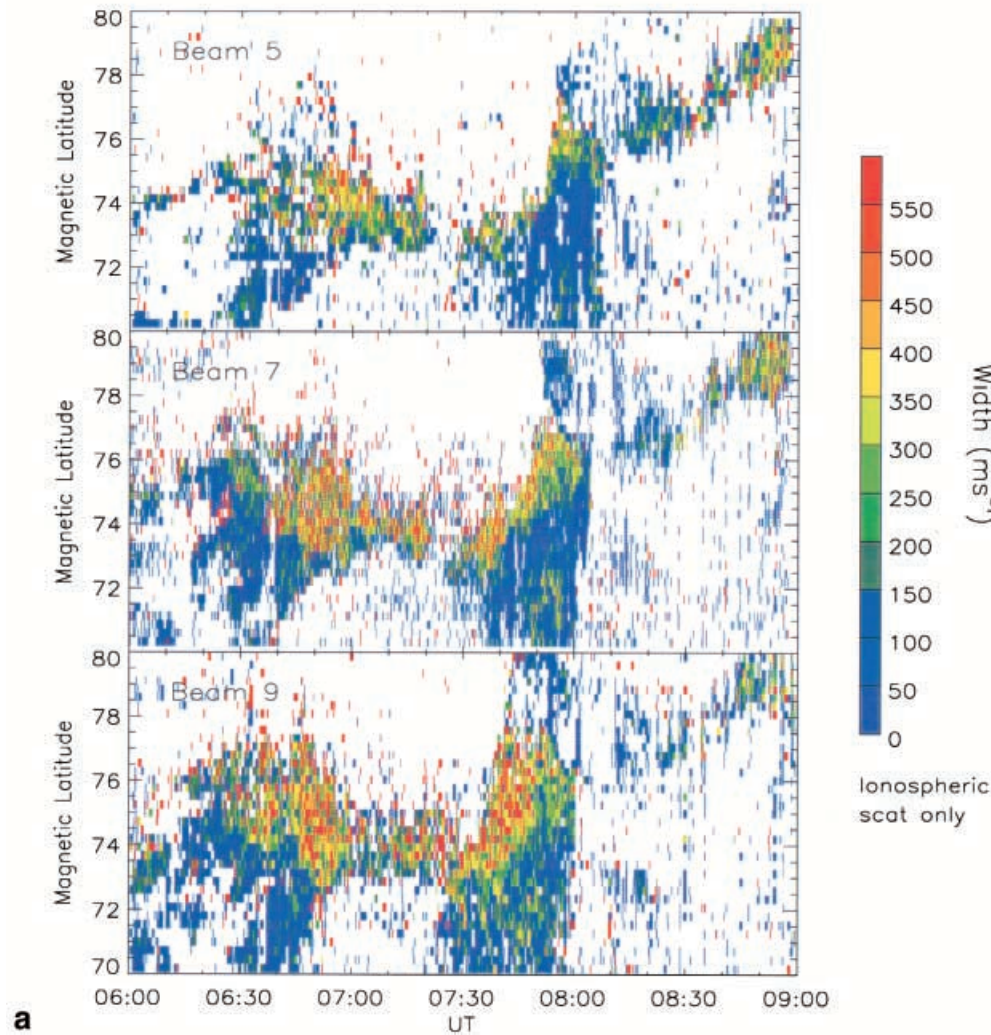 80
Beam 5
78
76
74
72
Magnetic Latitude
80
Beam 7
78
76
74
72
Magnetic Latitude
80
Beam 9
78
76
74
72
70
Magnetic Latitude
06:00 06:30 07:00 07:30 08:00 08:30 09:00
UT
550
500
450
400
350
300
250
200
150
100
50
0
Width (ms⁻¹)
Ionospheric
scat only
a